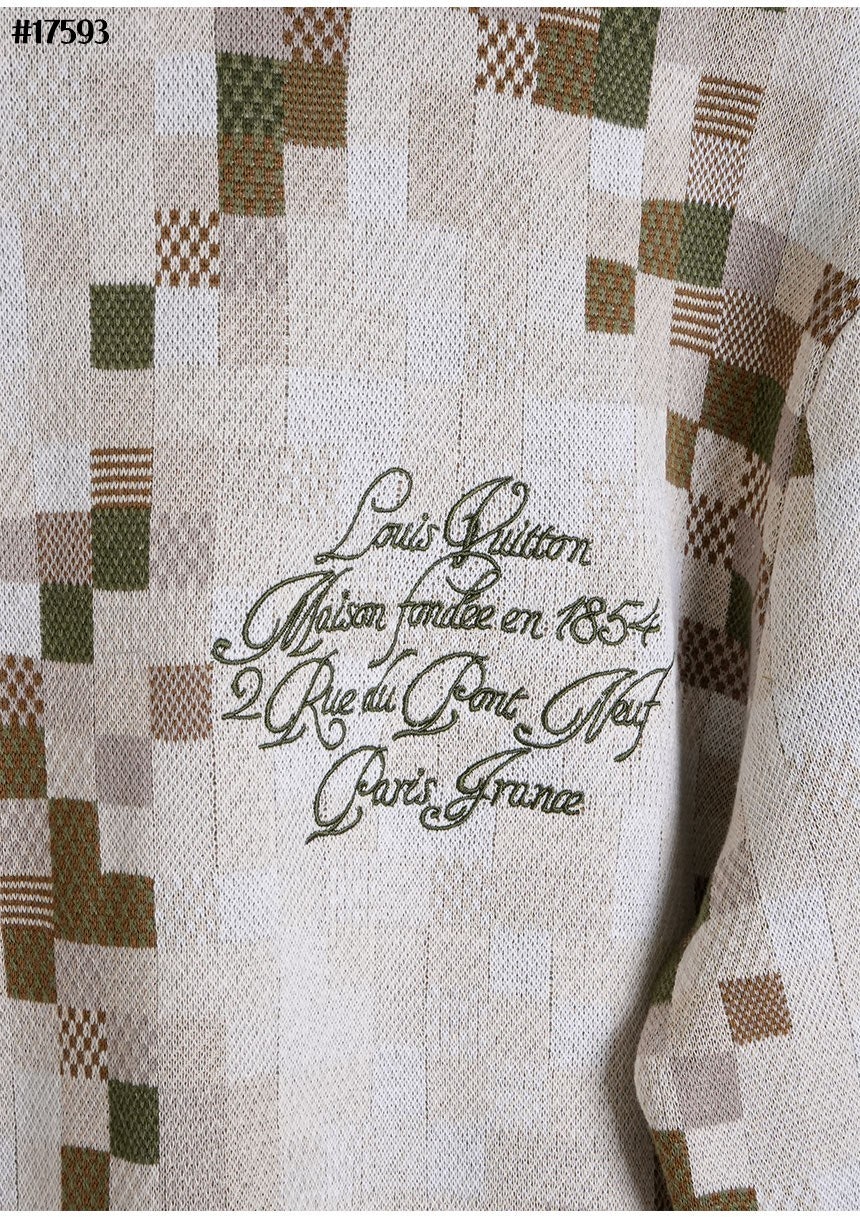 #17593
Louis Vuitton
Maison fondée en 1854
2 Rue du Pont Neuf
Paris France